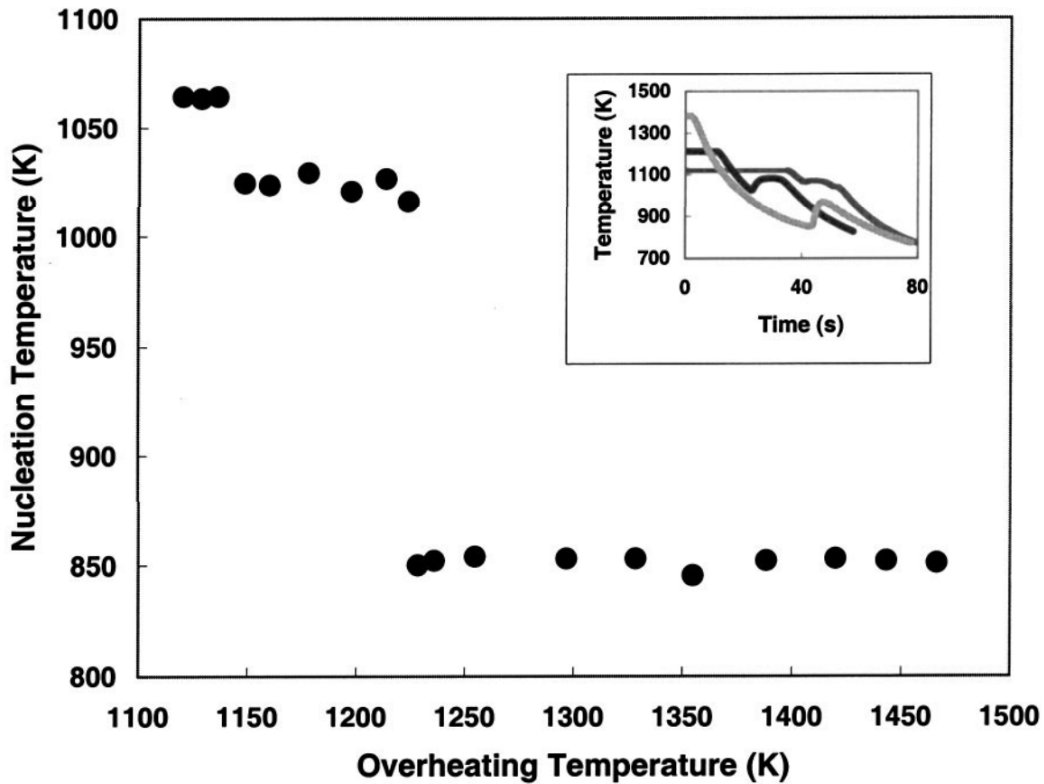 1100
1050
1000
950
900
850
800
Nucleation Temperature (K)
1100 1150 1200 1250 1300 1350 1400 1450 1500
Overheating Temperature (K)
1500
1300
1100
900
700
Temperature (K)
0 40 80
Time (s)